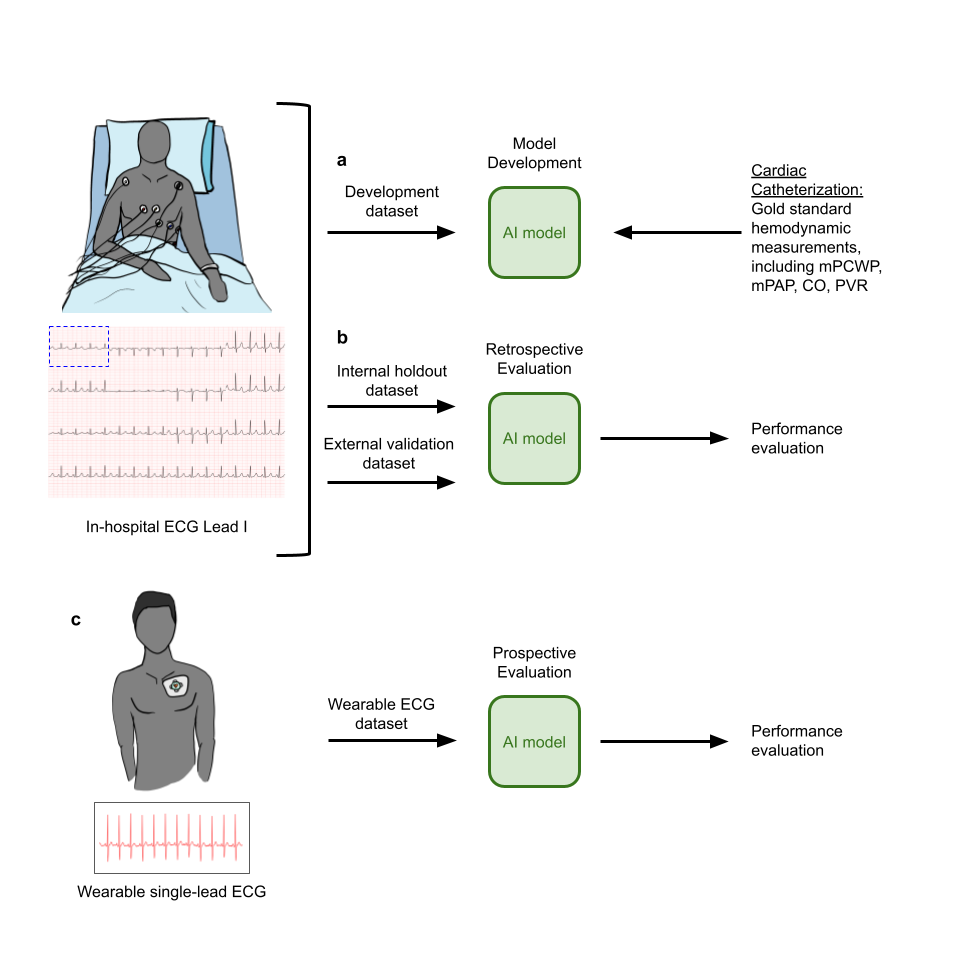 a
Model
Development
Development
dataset
AI model
Cardiac
Catheterization:
Gold standard
hemodynamic
measurements,
including mPCWP,
mPAP, CO, PVR
b
Retrospective
Evaluation
Internal holdout
dataset
External validation
dataset
AI model
Performance
evaluation
In-hospital ECG Lead I
c
Prospective
Evaluation
Wearable ECG
dataset
AI model
Performance
evaluation
Wearable single-lead ECG